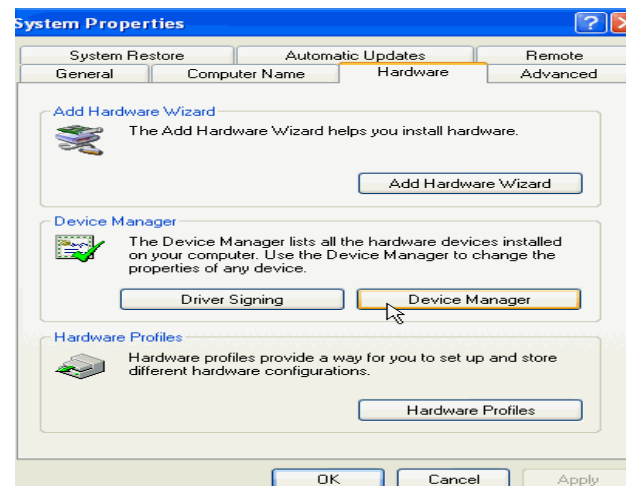 System Properties
System Restore Automatic Updates Remote
General Computer Name Hardware Advanced
Add Hardware Wizard
The Add Hardware Wizard helps you install hardware.
Add Hardware Wizard
Device Manager
The Device Manager lists all the hardware devices installed
on your computer. Use the Device Manager to change the
properties of any device.
Driver Signing Device Manager
Hardware Profiles
Hardware profiles provide a way for you to set up and store
different hardware configurations.
Hardware Profiles
OK Cancel Apply